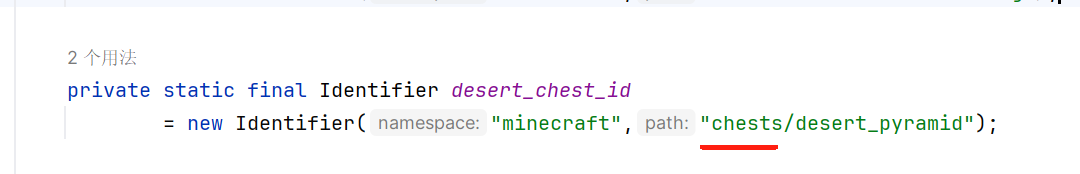 2 个用法
private static final Identifier desert_chest_id
= new Identifier( namespace: "minecraft", path: "chests/desert_pyramid");